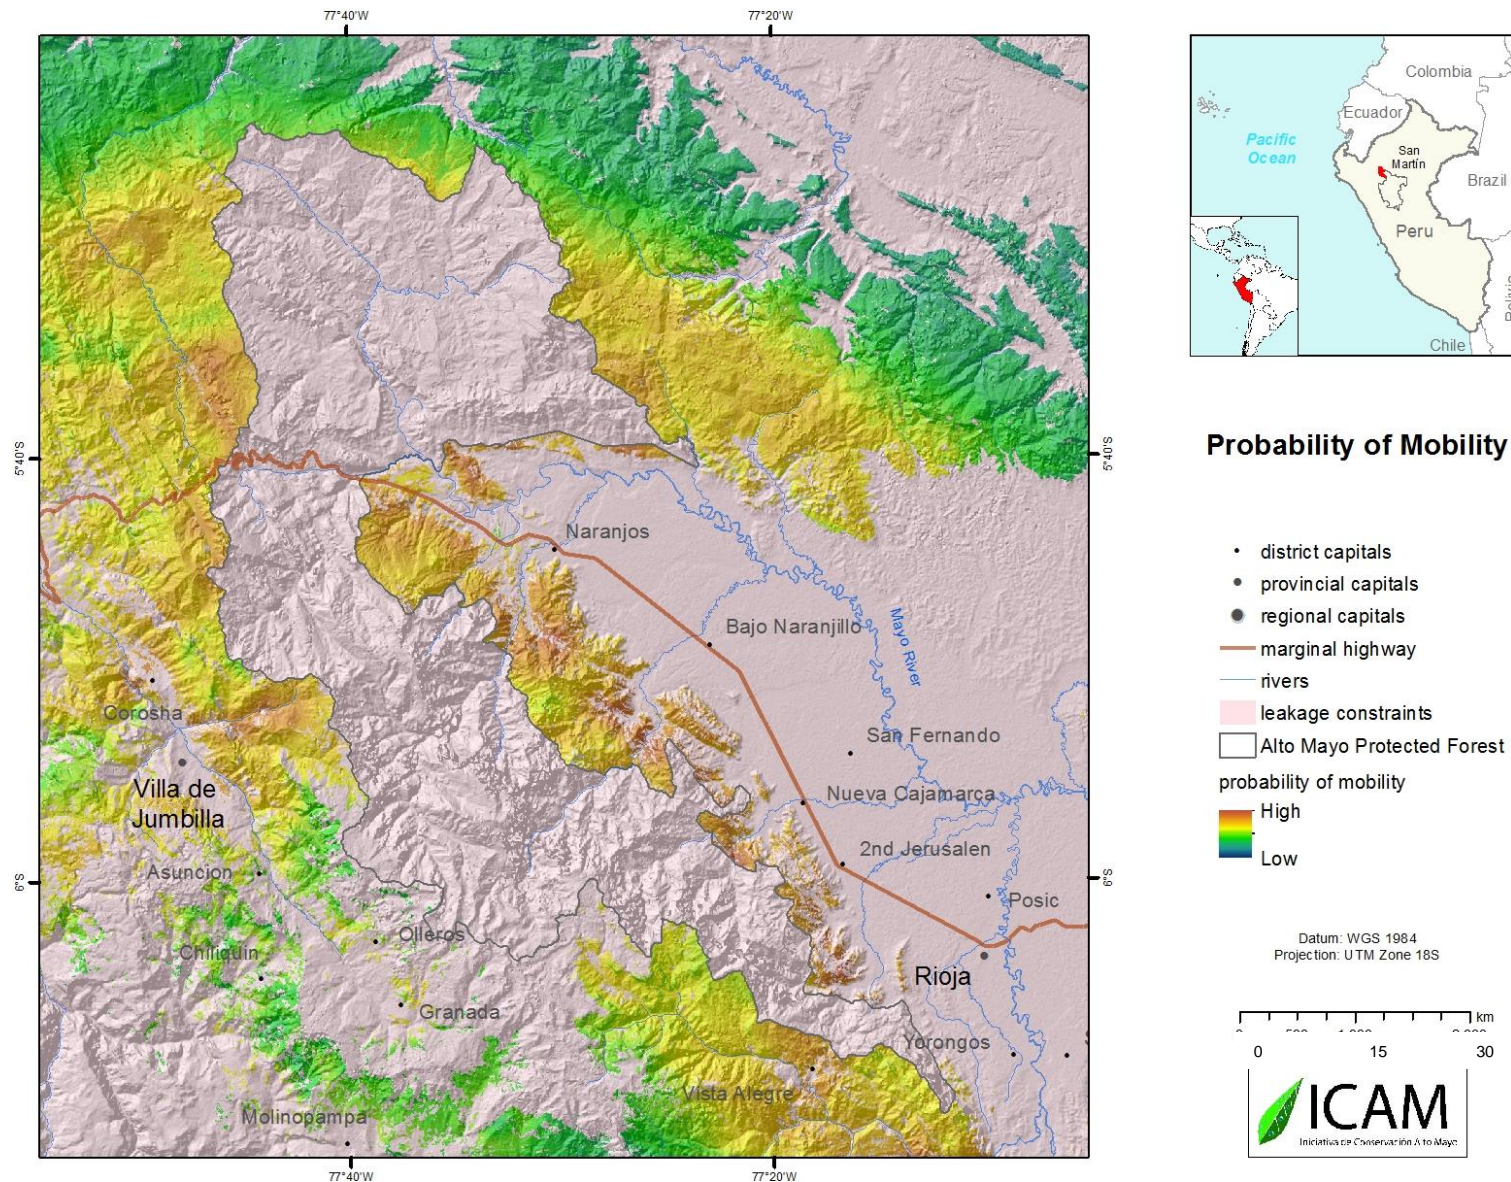 77°40'W
77°20'W
5°40'S
5°40'S
6°S
6°S
77°40'W
77°20'W
Naranjos
Bajo Naranjillo
Mayo River
San Fernando
Nueva Cajamarca
2nd Jerusalen
Posic
Rioja
Yorongos
Corosha
Villa de
Jumbilla
Asuncion
Olleros
Chiliquin
Granada
Vista Alegre
Molinopampa
Colombia
Ecuador
Pacific
Ocean
San
Martín
Brazil
Peru
Chile
Probability of Mobility
district capitals
provincial capitals
regional capitals
marginal highway
rivers
leakage constraints
Alto Mayo Protected Forest
probability of mobility
High
Low
Datum: WGS 1984
Projection: UTM Zone 18S
km
0 15 30
ICAM
Iniciativa de Conservación Alto Mayo